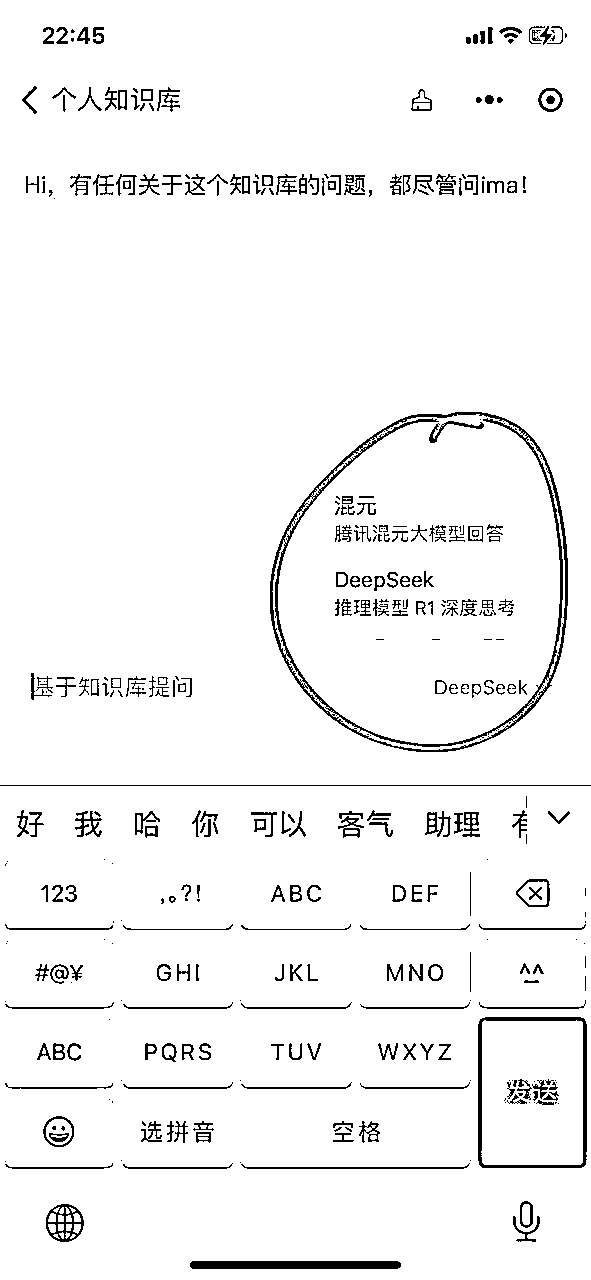 22:45
个人知识库
Hi，有任何关于这个知识库的问题，都尽管问ima！
混元
腾讯混元大模型回答
DeepSeek
推理模型 R1 深度思考
基于知识库提问
DeepSeek
好 我 哈 你 可以 客气 助理
123 ,。?! ABC DEF
#@¥ GHI JKL MNO ^^
ABC PQRS TUV WXYZ
发送
选拼音 空格